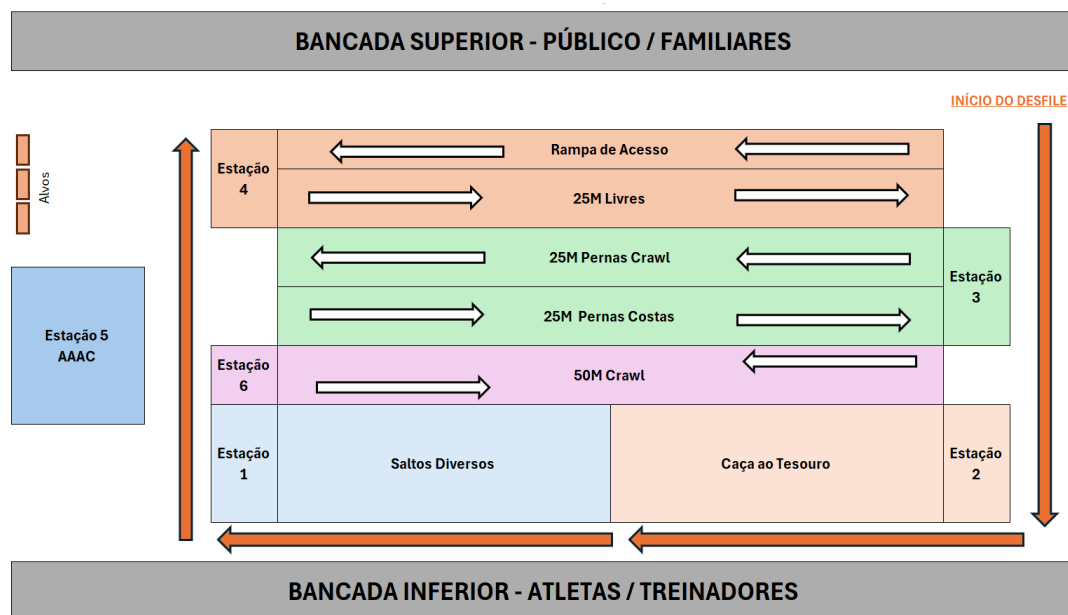 BANCADA SUPERIOR - PÚBLICO / FAMILIARES
INÍCIO DO DESFILE
Alvos
Estação
4
Rampa de Acesso
25M Livres
25M Pernas Crawl
25M  Pernas Costas
Estação
3
Estação 5
AAAC
Estação
6
50M Crawl
Estação
1
Saltos Diversos
Caça ao Tesouro
Estação
2
BANCADA INFERIOR - ATLETAS / TREINADORES